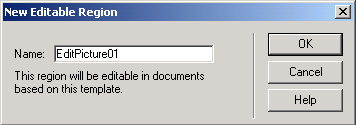 New Editable Region
Name: EditPicture01
This region will be editable in documents
based on this template.
OK
Cancel
Help